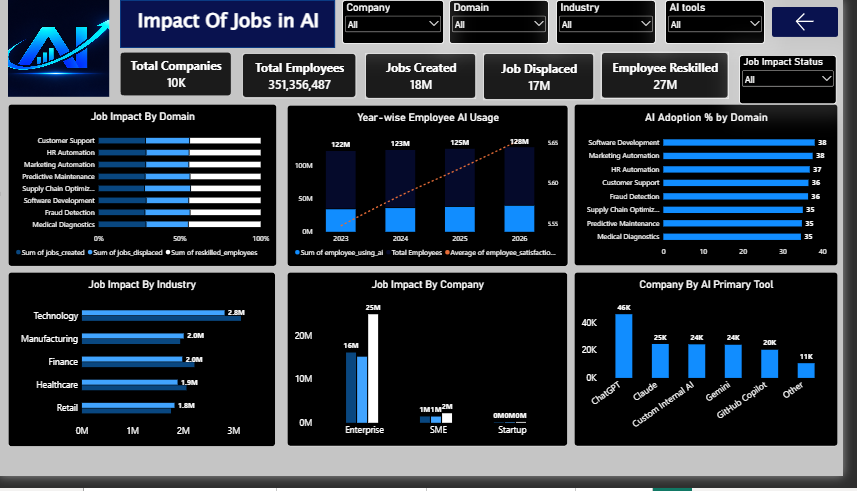 AI
Impact Of Jobs in AI
Company
All
Domain
All
Industry
All
AI tools
All
Total Companies
10K
Total Employees
351,356,487
Jobs Created
18M
Job Displaced
17M
Employee Reskilled
27M
Job Impact Status
All
Job Impact By Domain
Customer Support
HR Automation
Marketing Automation
Predictive Maintenance
Supply Chain Optimiz...
Software Development
Fraud Detection
Medical Diagnostics
0% 50% 100%
Sum of jobs_created Sum of jobs_displaced Sum of reskilled_employees
Year-wise Employee AI Usage
122M 123M 125M 128M
100M
50M
0M
5.65
5.60
5.55
2023 2024 2025 2026
Sum of employee_using_ai Total Employees Average of employee_satisfactio...
AI Adoption % by Domain
Software Development 38
Marketing Automation 38
HR Automation 37
Customer Support 36
Fraud Detection 36
Supply Chain Optimiz... 35
Predictive Maintenance 35
Medical Diagnostics 35
0 10 20 30 40
Job Impact By Industry
Technology 2.8M
Manufacturing 2.0M
Finance 2.0M
Healthcare 1.9M
Retail 1.8M
0M 1M 2M 3M
Job Impact By Company
20M
10M
0M
16M 25M
1M 1M 2M
0M 0M 0M
Enterprise SME Startup
Company By AI Primary Tool
40K
20K
0K
46K 25K 24K 24K 20K 11K
ChatGPT Claude Custom Internal AI Gemini GitHub Copilot Other